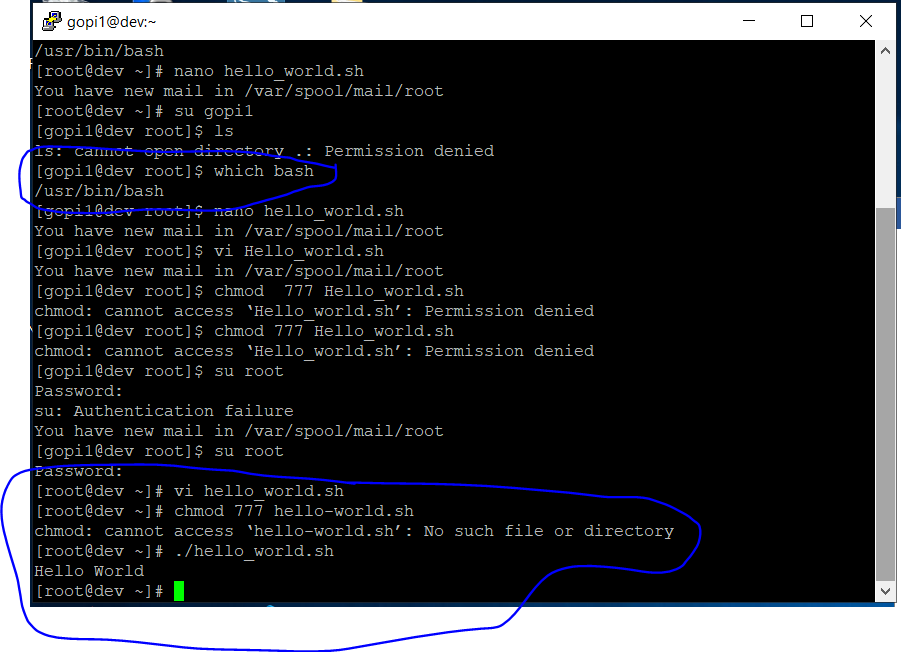 gopi1@dev:~
/usr/bin/bash
[root@dev ~]# nano hello_world.sh
You have new mail in /var/spool/mail/root
[root@dev ~]# su gopi1
[gopi1@dev root]$ ls
ls: cannot open directory .: Permission denied
[gopi1@dev root]$ which bash
/usr/bin/bash
[gopi1@dev root]$ nano hello_world.sh
You have new mail in /var/spool/mail/root
[gopi1@dev root]$ vi Hello_world.sh
You have new mail in /var/spool/mail/root
[gopi1@dev root]$ chmod  777 Hello_world.sh
chmod: cannot access ‘Hello_world.sh’: Permission denied
[gopi1@dev root]$ chmod 777 Hello_world.sh
chmod: cannot access ‘Hello_world.sh’: Permission denied
[gopi1@dev root]$ su root
Password:
su: Authentication failure
You have new mail in /var/spool/mail/root
[gopi1@dev root]$ su root
Password:
[root@dev ~]# vi hello_world.sh
[root@dev ~]# chmod 777 hello-world.sh
chmod: cannot access ‘hello-world.sh’: No such file or directory
[root@dev ~]# ./hello_world.sh
Hello World
[root@dev ~]#